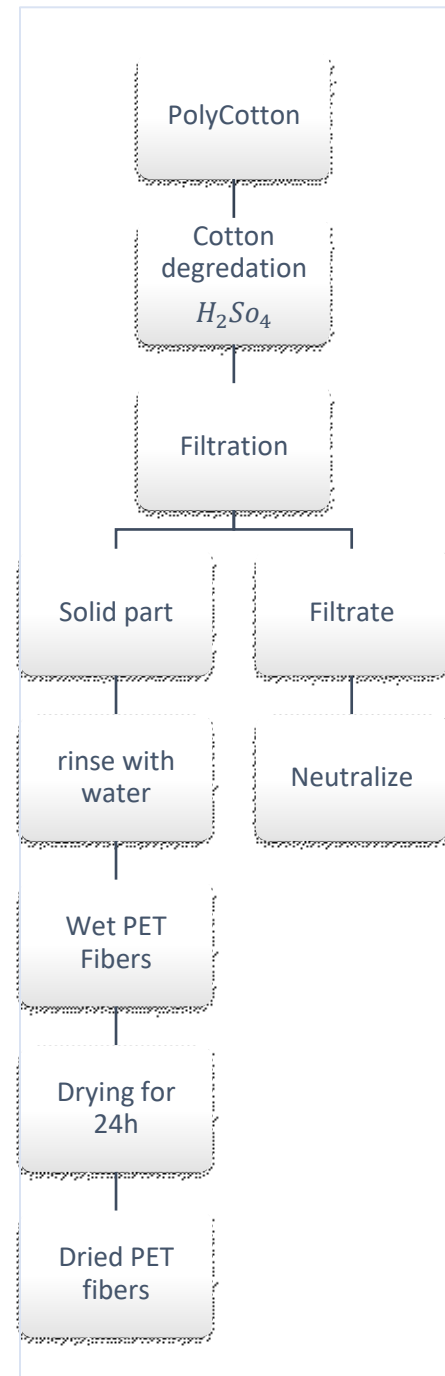 PolyCotton
Cotton
degredation
H₂So₄
Filtration
Solid part
Filtrate
rinse with
water
Neutralize
Wet PET
Fibers
Drying for
24h
Dried PET
fibers